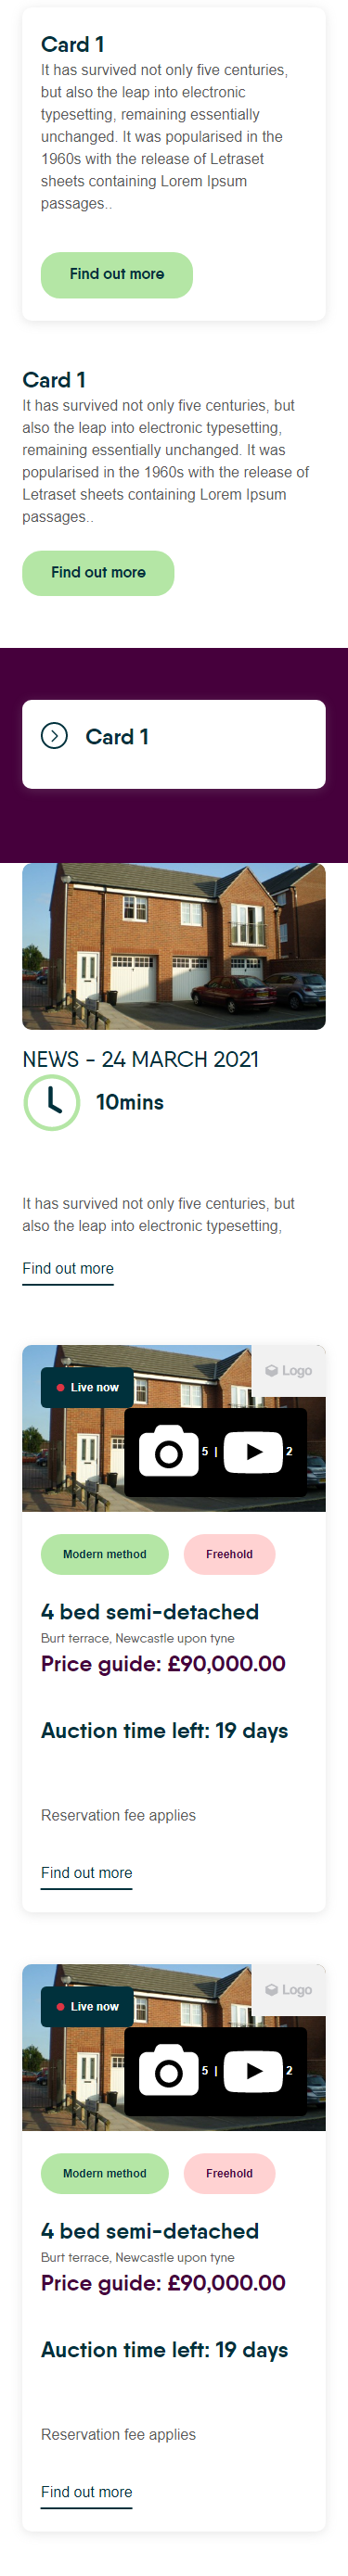 Card 1
It has survived not only five centuries,
but also the leap into electronic
typesetting, remaining essentially
unchanged. It was popularised in the
1960s with the release of Letraset
sheets containing Lorem Ipsum
passages..
Find out more
Card 1
It has survived not only five centuries, but
also the leap into electronic typesetting,
remaining essentially unchanged. It was
popularised in the 1960s with the release of
Letraset sheets containing Lorem Ipsum
passages..
Find out more
Card 1
NEWS - 24 MARCH 2021
10mins
It has survived not only five centuries, but
also the leap into electronic typesetting,
Find out more
Logo
Live now
5 | 2
Modern method Freehold
4 bed semi-detached
Burt terrace, Newcastle upon tyne
Price guide: £90,000.00
Auction time left: 19 days
Reservation fee applies
Find out more
Logo
Live now
5 | 2
Modern method Freehold
4 bed semi-detached
Burt terrace, Newcastle upon tyne
Price guide: £90,000.00
Auction time left: 19 days
Reservation fee applies
Find out more